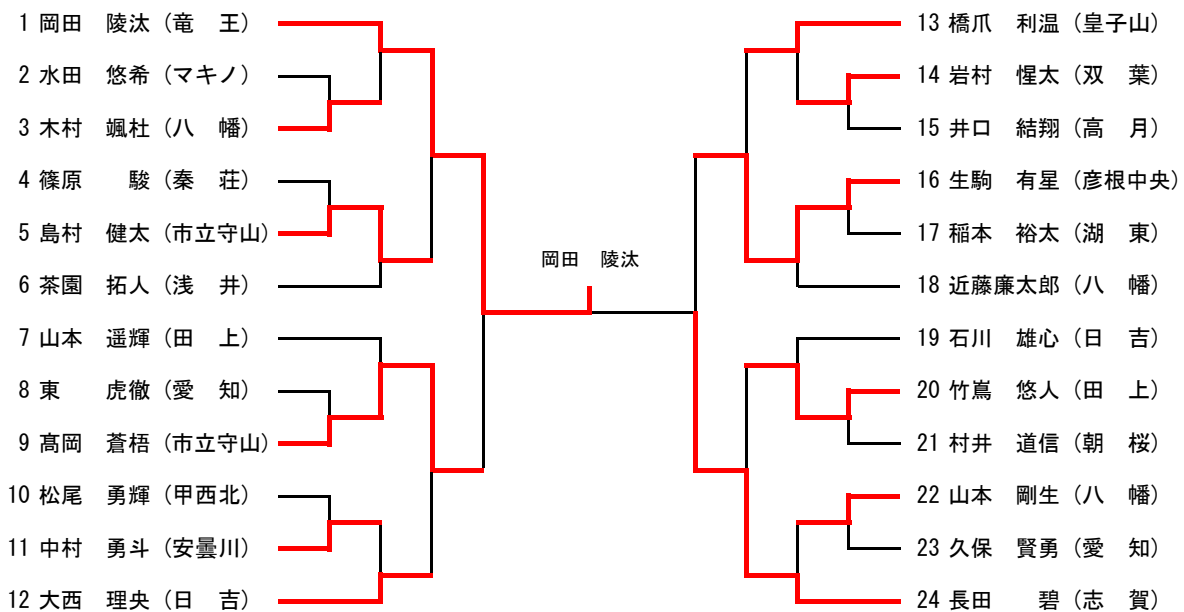 1 岡田　陵汰（竜　王）
2 水田　悠希（マキノ）
3 木村　颯杜（八　幡）
4 篠原　　駿（秦　荘）
5 島村　健太（市立守山）
6 茶園　拓人（浅　井）
7 山本　遥輝（田　上）
8 東　　虎徹（愛　知）
9 髙岡　蒼梧（市立守山）
10 松尾　勇輝（甲西北）
11 中村　勇斗（安曇川）
12 大西　理央（日　吉）
岡田　陵汰
13 橋爪　利温（皇子山）
14 岩村　惺太（双　葉）
15 井口　結翔（高　月）
16 生駒　有星（彦根中央）
17 稲本　裕太（湖　東）
18 近藤廉太郎（八　幡）
19 石川　雄心（日　吉）
20 竹嶌　悠人（田　上）
21 村井　道信（朝　桜）
22 山本　剛生（八　幡）
23 久保　賢勇（愛　知）
24 長田　　碧（志　賀）